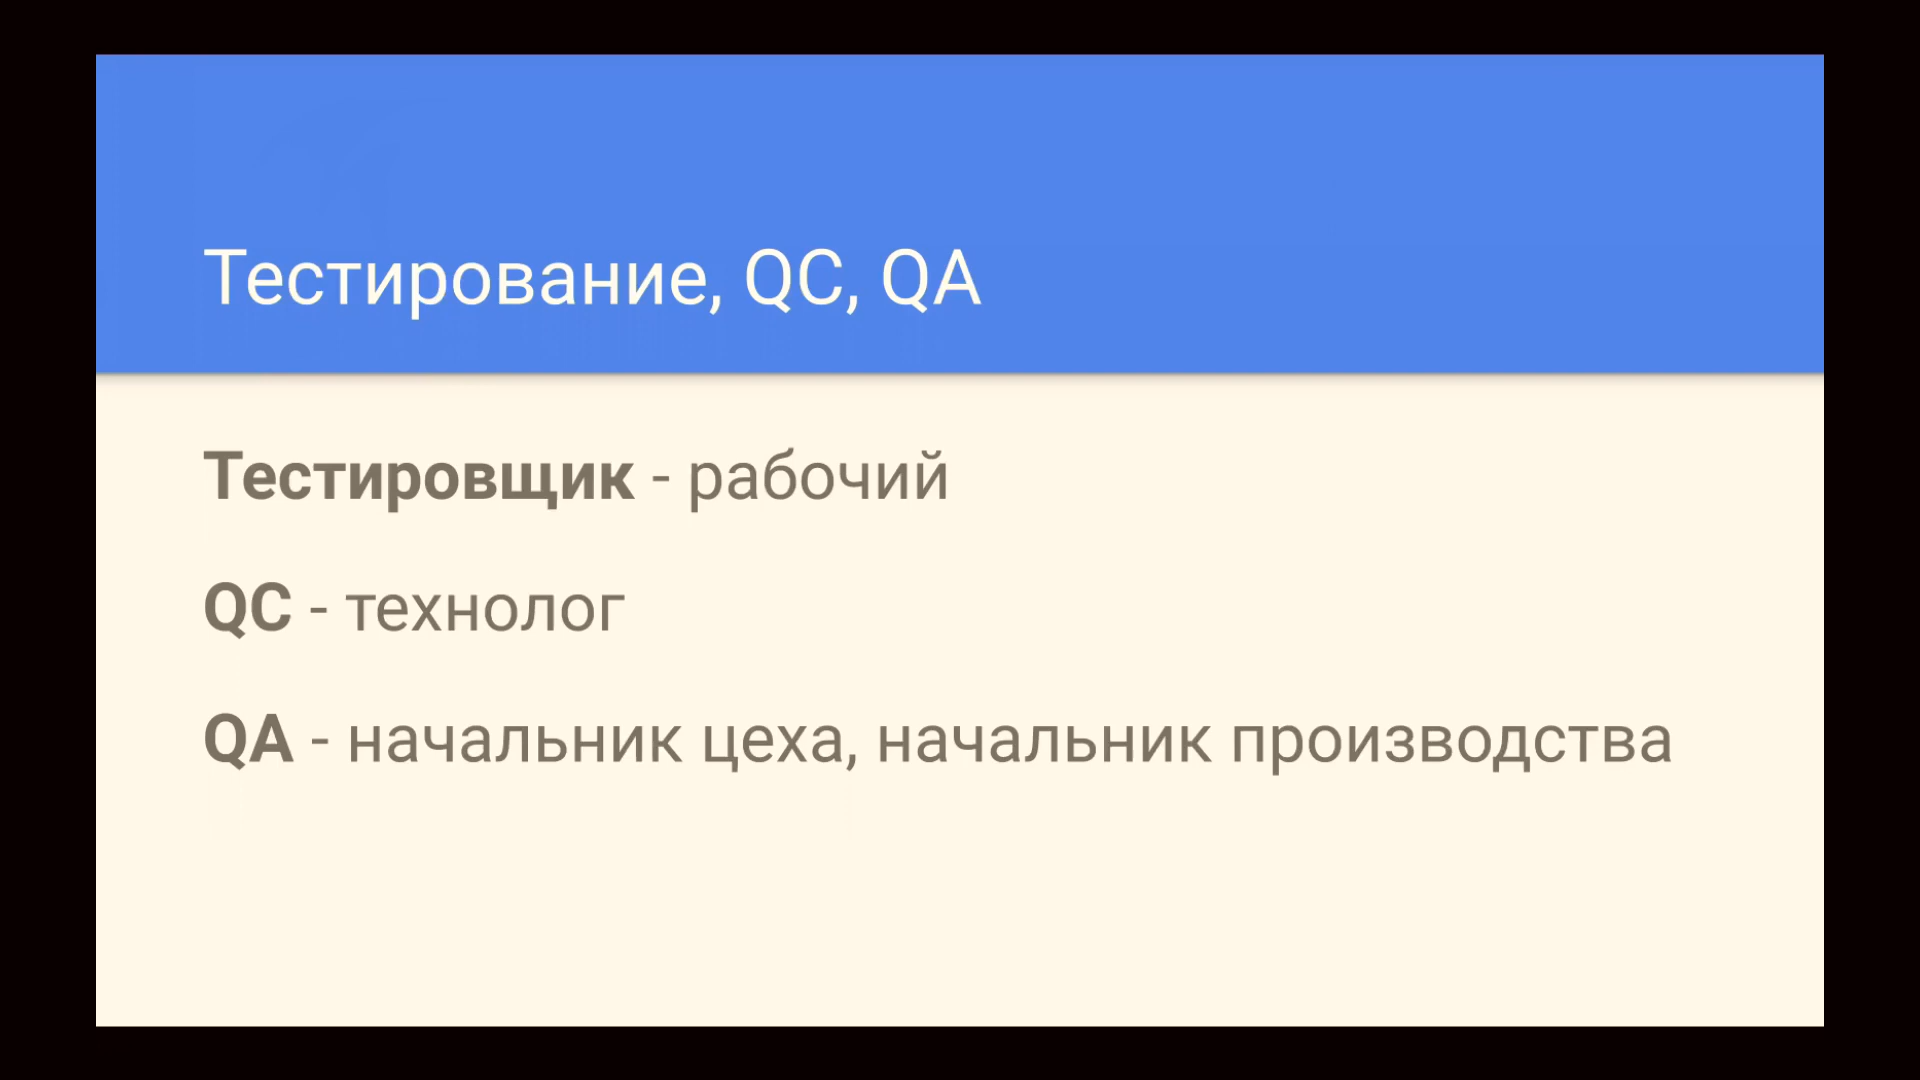 Тестирование, QC, QA
Тестировщик - рабочий
QC - технолог
QA - начальник цеха, начальник производства